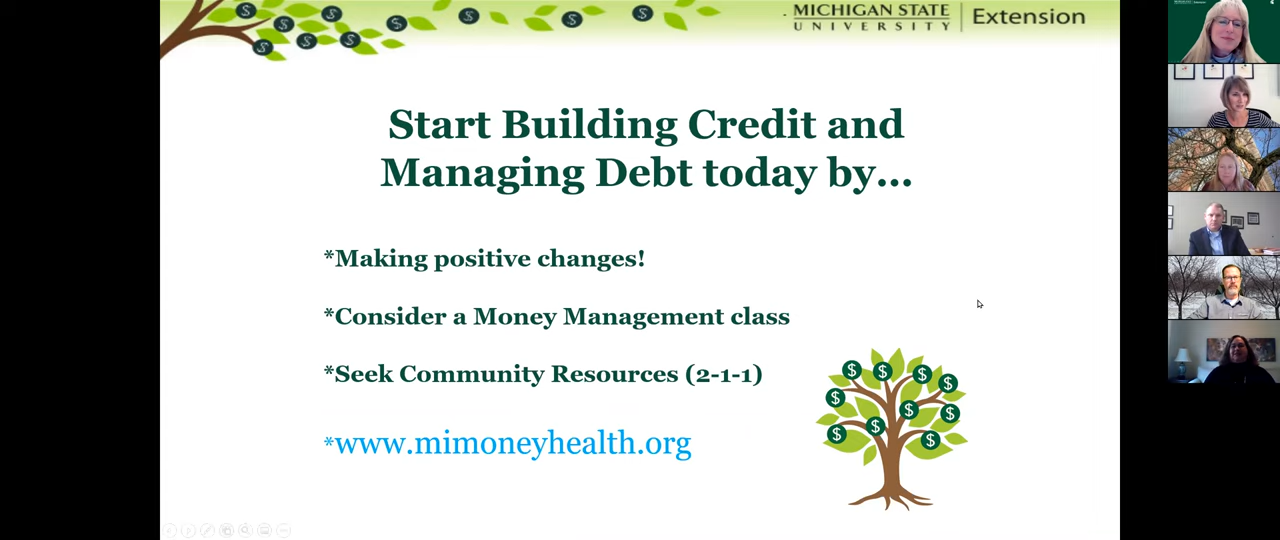 MICHIGAN STATE
UNIVERSITY
Extension
Start Building Credit and
Managing Debt today by...
*Making positive changes!
*Consider a Money Management class
*Seek Community Resources (2-1-1)
*www.mimoneyhealth.org